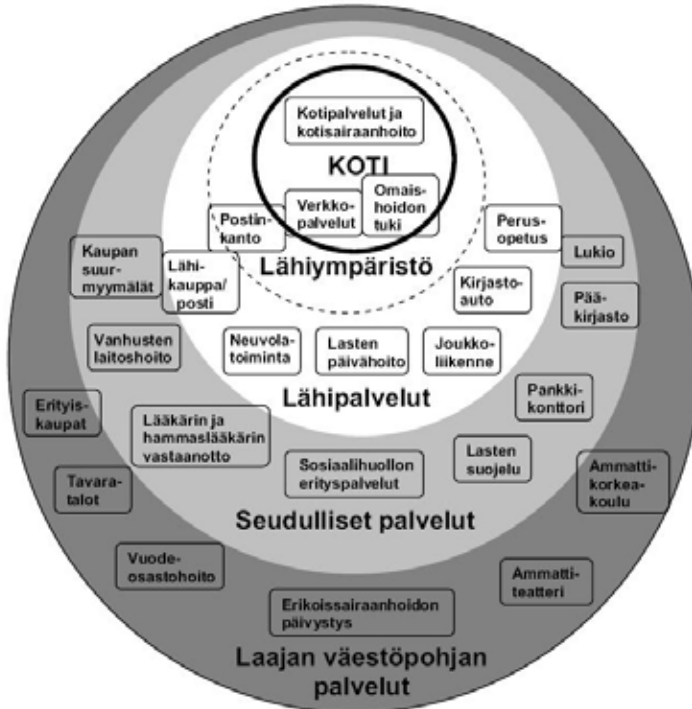 Kotipalvelut ja
kotisairaanhoito
KOTI
Verkko-
palvelut
Omais-
hoidon
tuki
Postin-
kanto
Lähiympäristö
Perus-
opetus
Lukio
Kaupan
suur-
myymälät
Lähi-
kauppa/
posti
Kirjasto-
auto
Pää-
kirjasto
Vanhusten
laitoshoito
Neuvola-
toiminta
Lasten
päivähoito
Joukko-
liikenne
Lähipalvelut
Pankki-
konttori
Erityis-
kaupat
Lääkärin ja
hammaslääkärin
vastaanotto
Sosiaalihuollon
erityspalvelut
Lasten
suojelu
Tavara-
talot
Ammatti-
korkea-
koulu
Seudulliset palvelut
Vuode-
osastohoito
Erikoissairaanhoidon
päivystys
Ammatti-
teatteri
Laajan väestöpohjan
palvelut